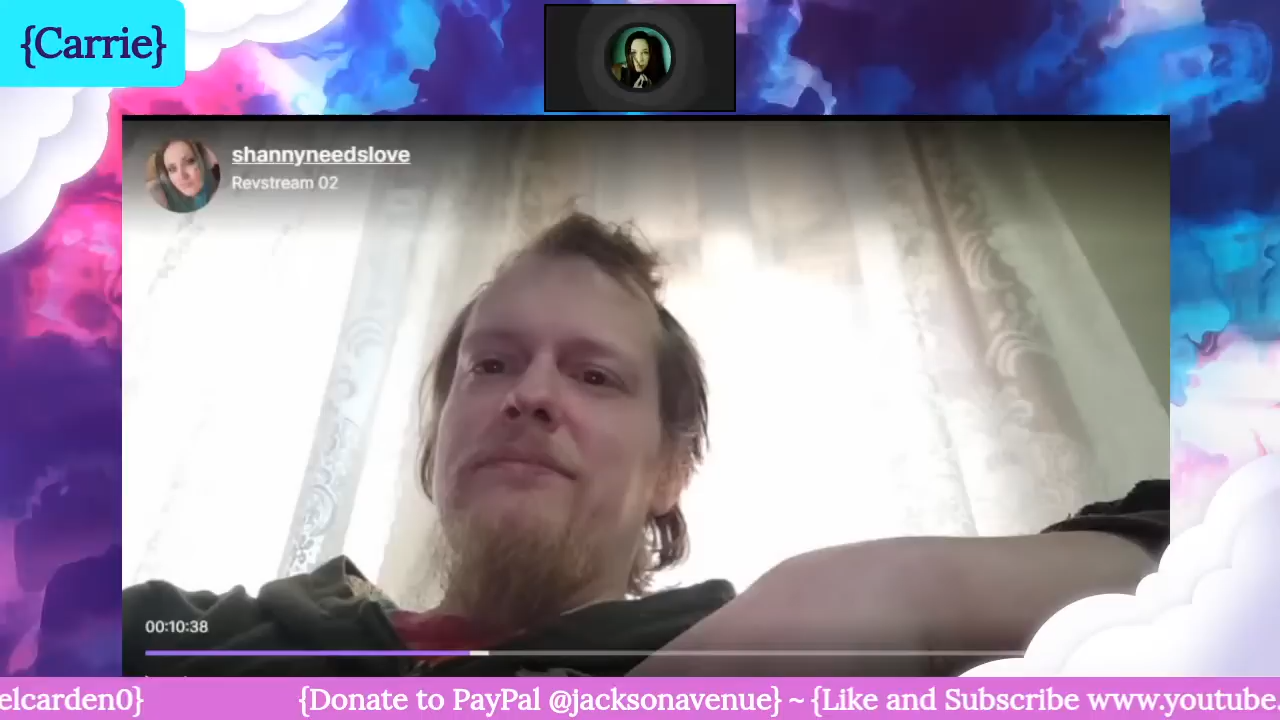 {Carrie}
shannyneedslove
Revstream 02
00:10:38
elcarden0} {Donate to PayPal @jacksonavenue} ~ {Like and Subscribe www.youtube.